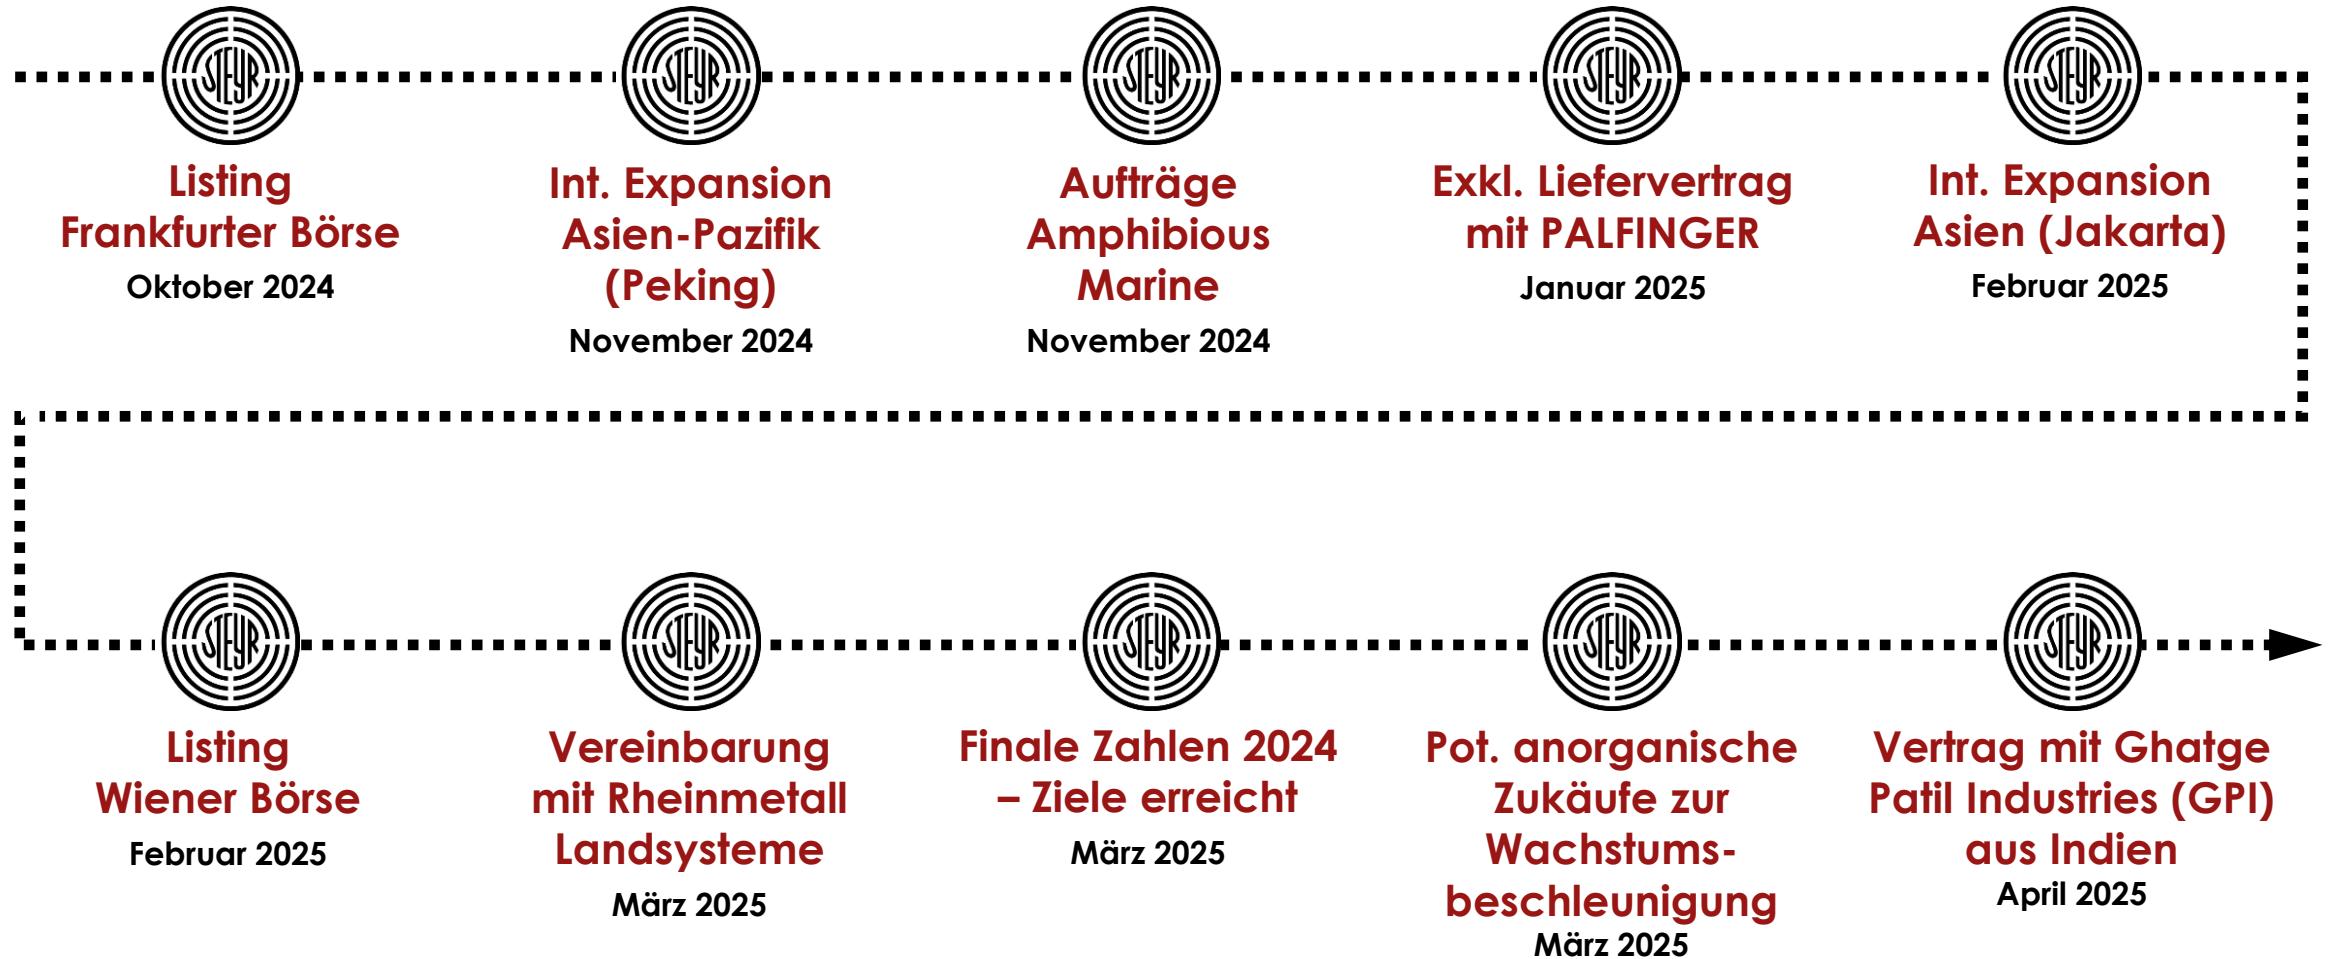 STEYR
STEYR
STEYR
STEYR
STEYR
Listing
Frankfurter Börse
Oktober 2024
Int. Expansion
Asien-Pazifik
(Peking)
November 2024
Aufträge
Amphibious
Marine
November 2024
Exkl. Liefervertrag
mit PALFINGER
Januar 2025
Int. Expansion
Asien (Jakarta)
Februar 2025
STEYR
STEYR
STEYR
STEYR
STEYR
Listing
Wiener Börse
Februar 2025
Vereinbarung
mit Rheinmetall
Landsysteme
März 2025
Finale Zahlen 2024
– Ziele erreicht
März 2025
Pot. anorganische
Zukäufe zur
Wachstums-
beschleunigung
März 2025
Vertrag mit Ghatge
Patil Industries (GPI)
aus Indien
April 2025